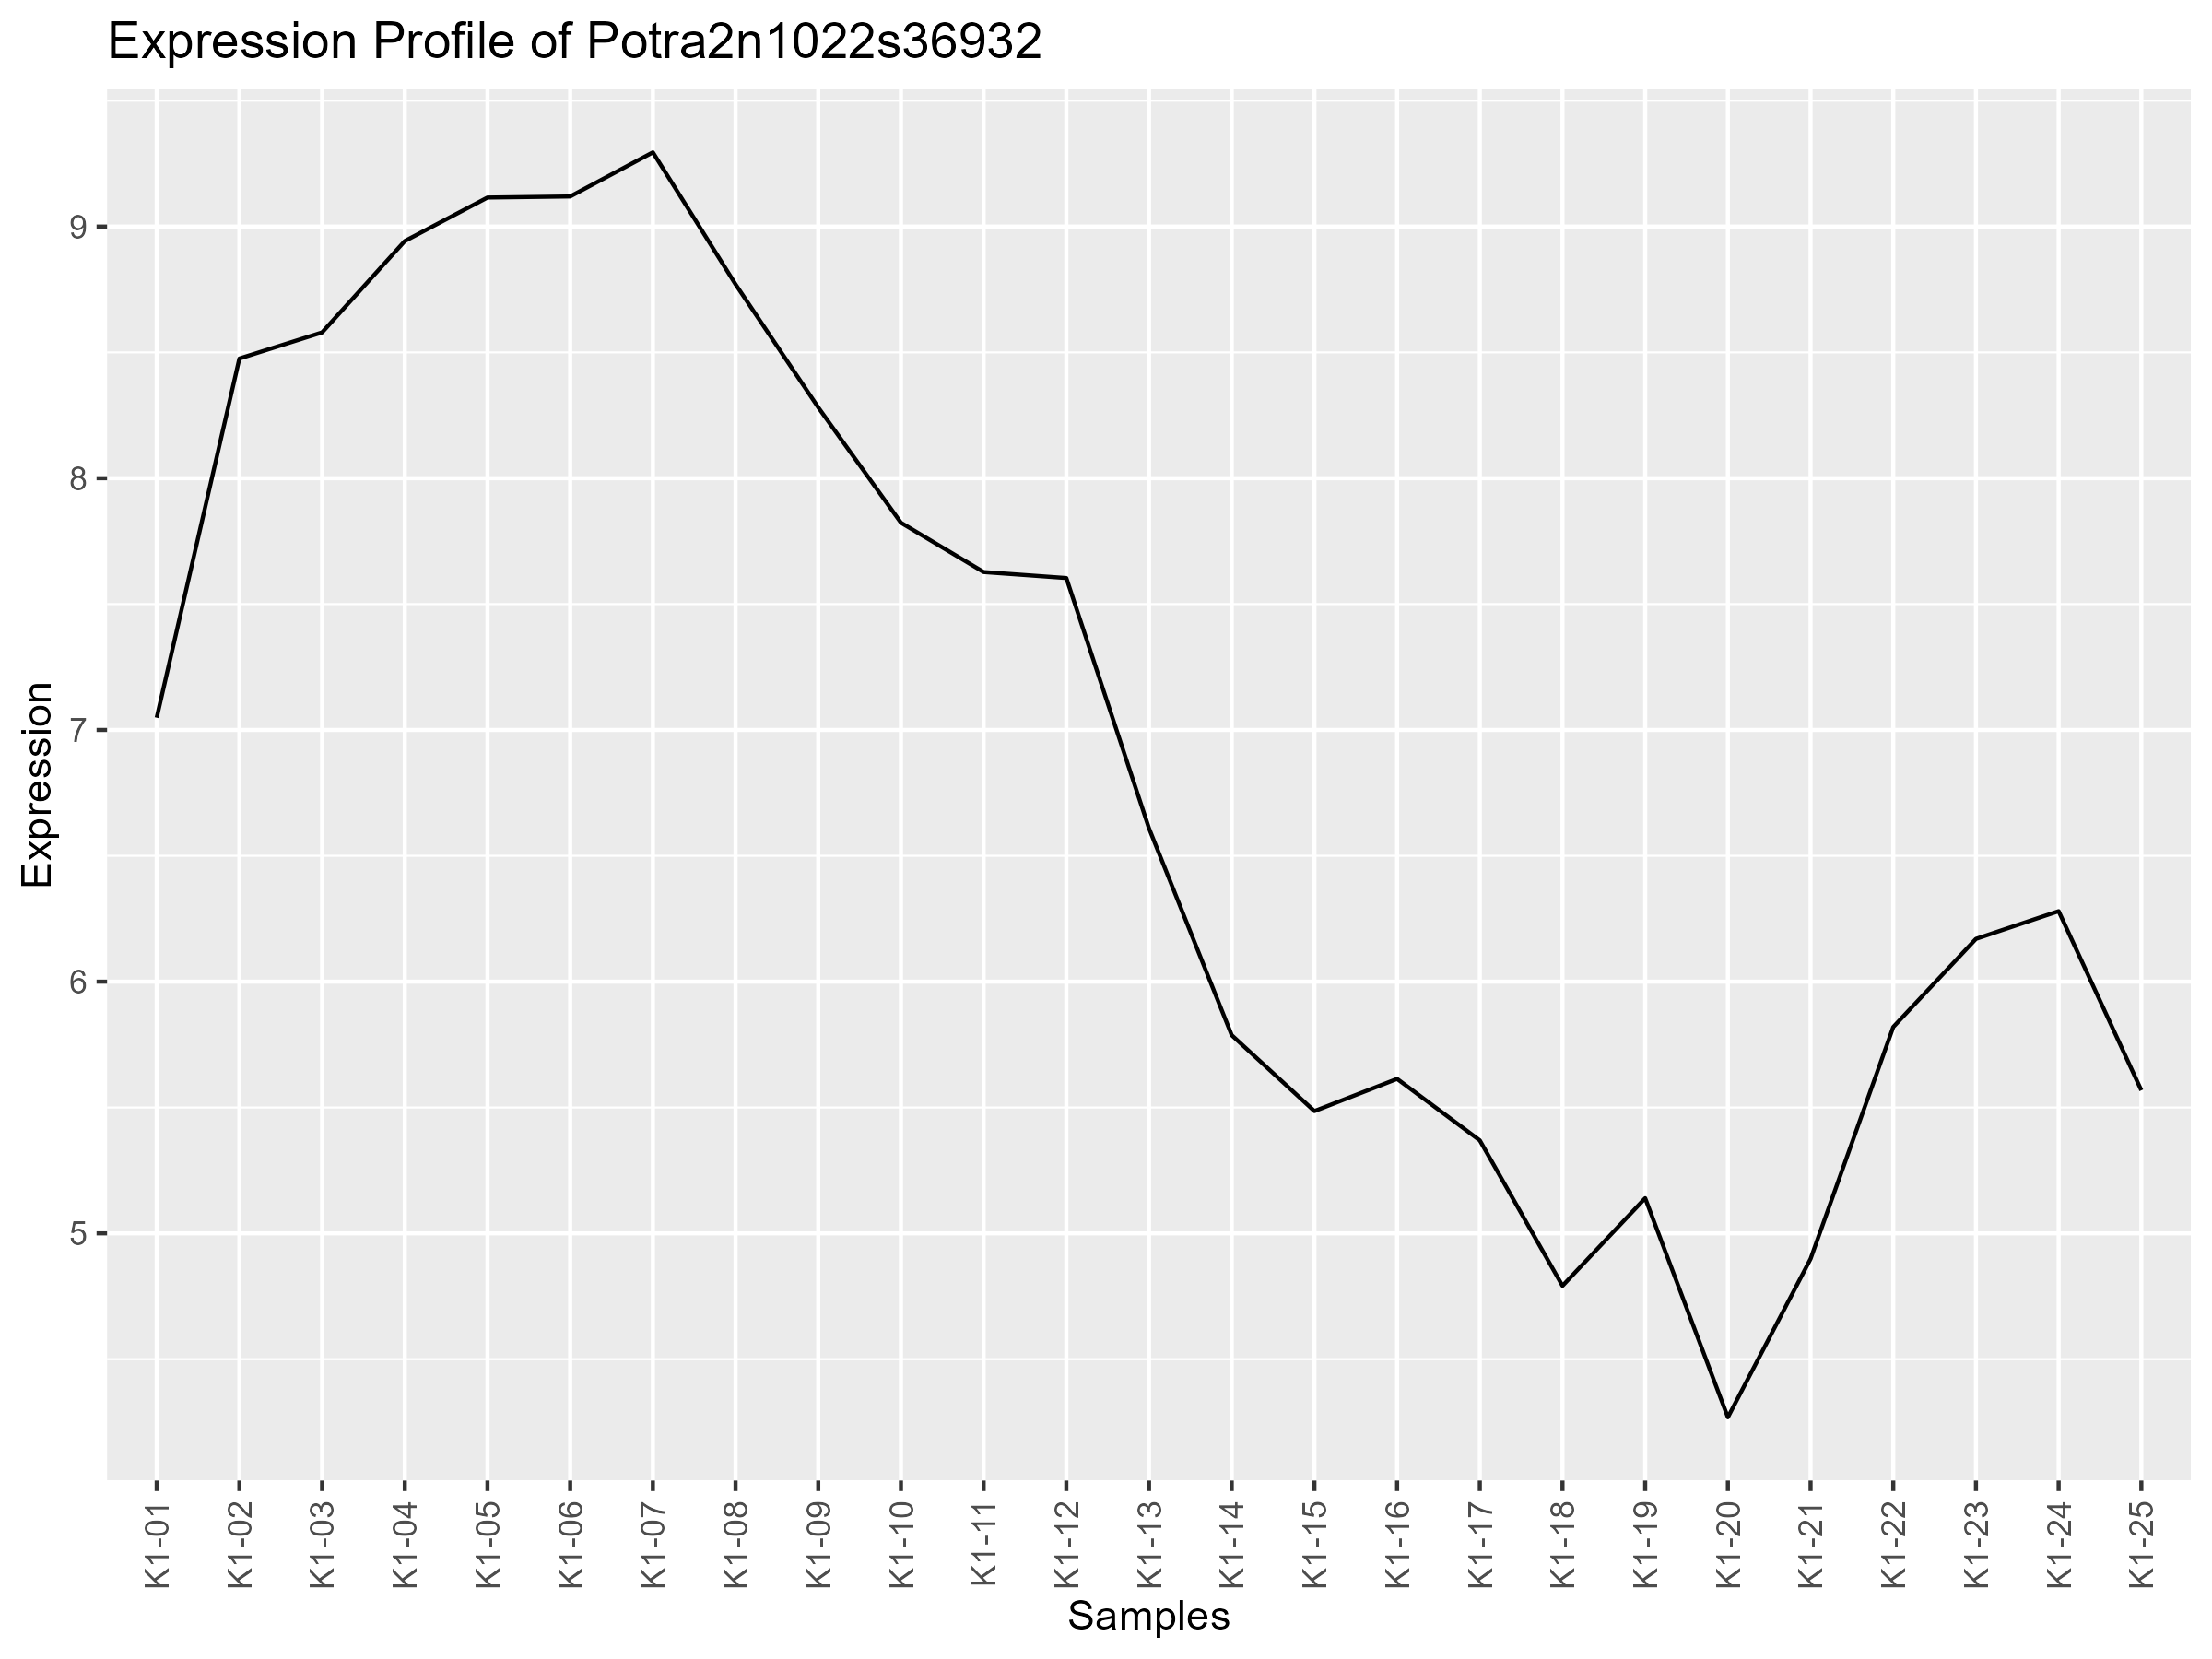 Expression Profile of Potra2n1022s36932
Expression
9
8
7
6
5
K1-01
K1-02
K1-03
K1-04
K1-05
K1-06
K1-07
K1-08
K1-09
K1-10
K1-11
K1-12
K1-13
K1-14
K1-15
K1-16
K1-17
K1-18
K1-19
K1-20
K1-21
K1-22
K1-23
K1-24
K1-25
Samples